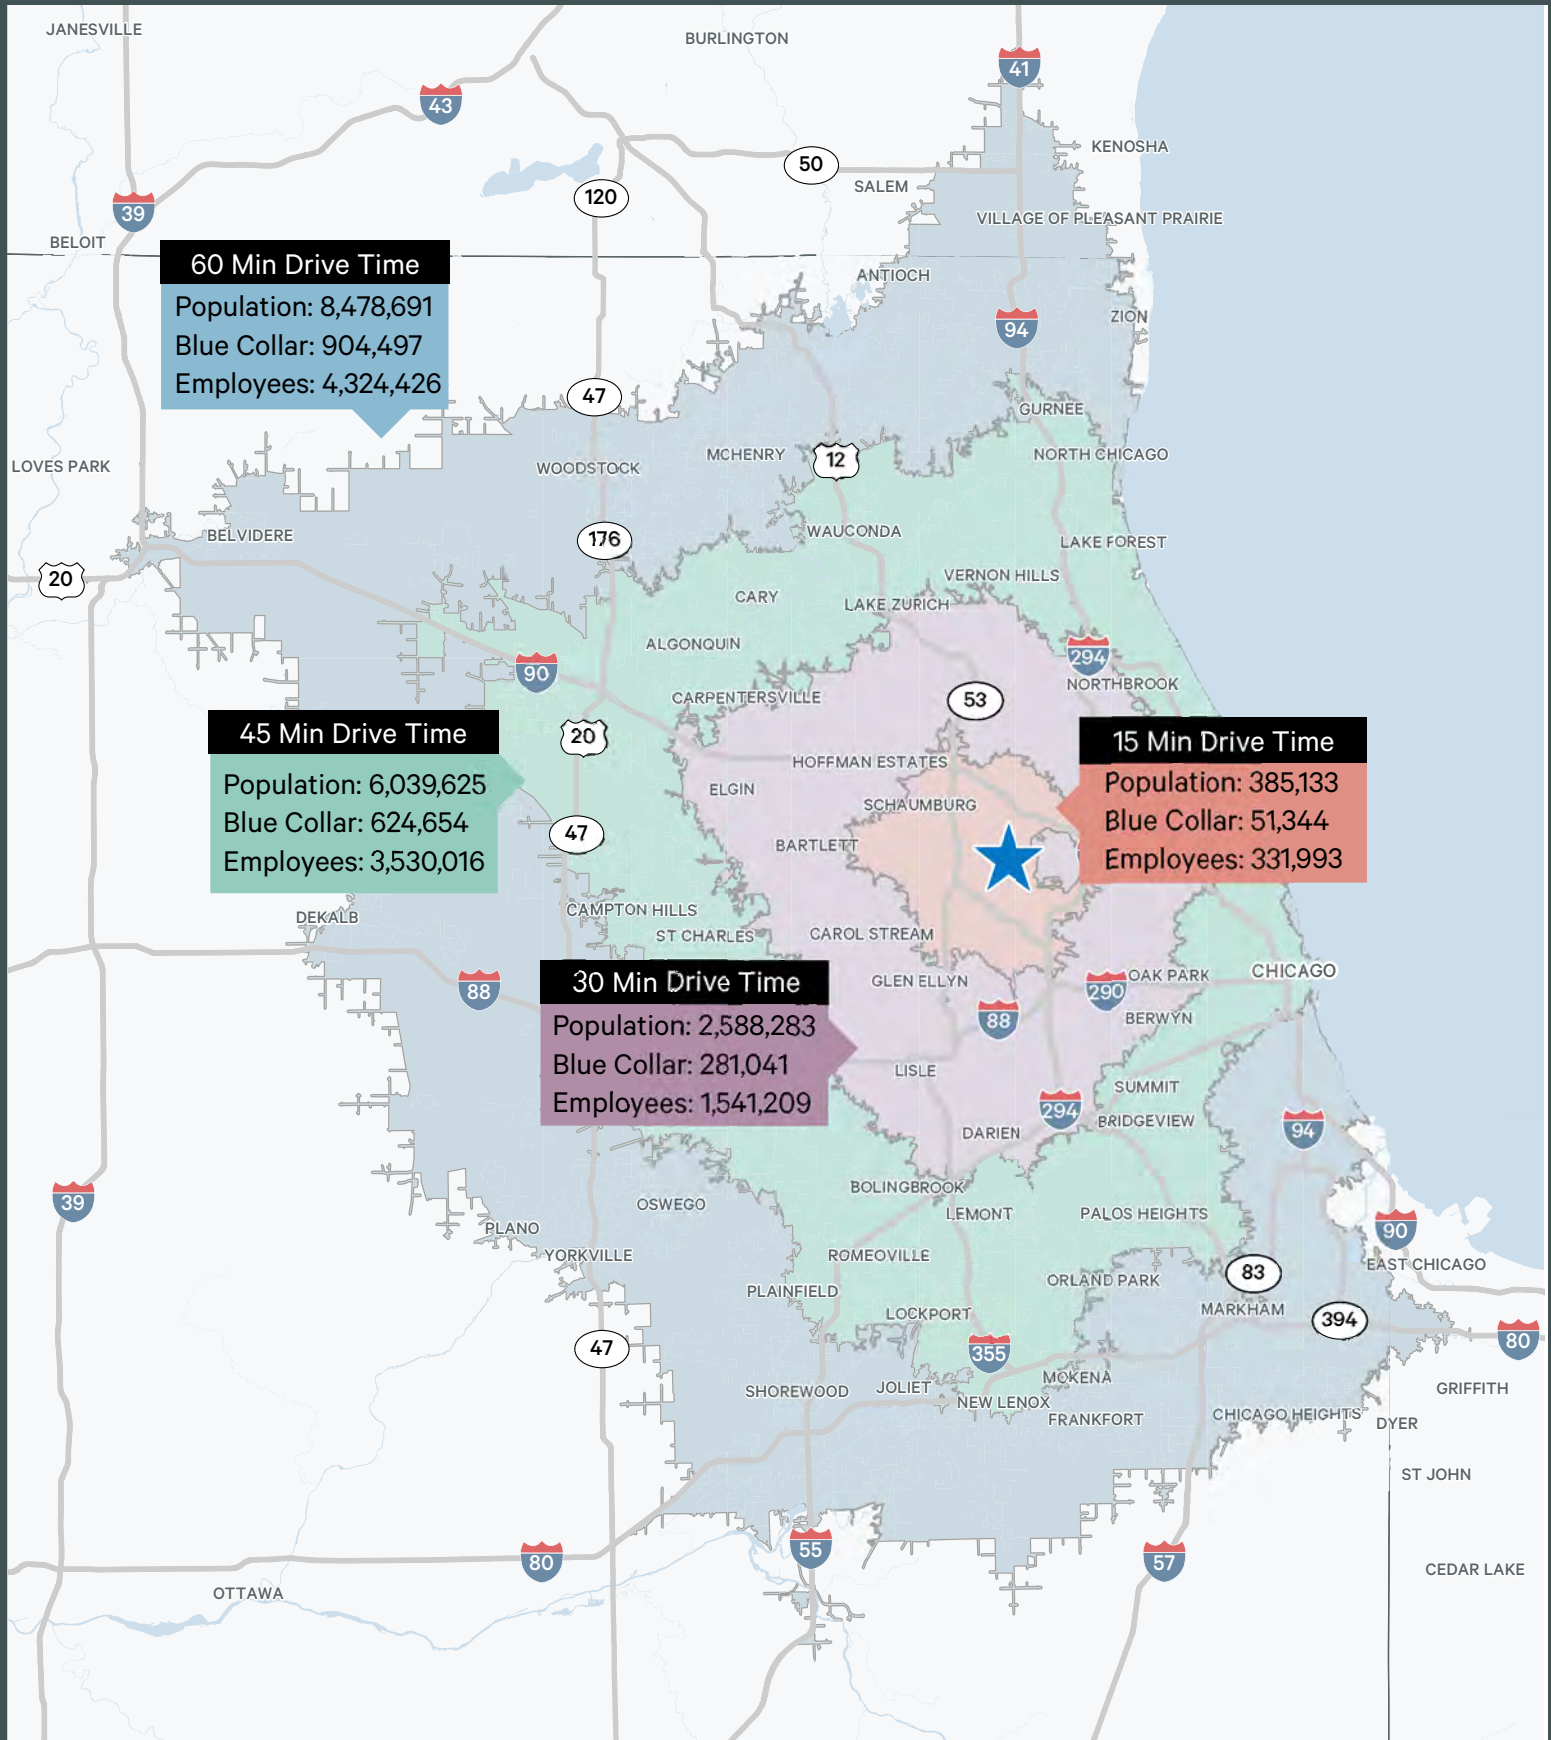 JANESVILLE
BURLINGTON
41
43
KENOSHA
50
SALEM
120
39
VILLAGE OF PLEASANT PRAIRIE
BELOIT
60 Min Drive Time
Population: 8,478,691
Blue Collar: 904,497
Employees: 4,324,426
ANTIOCH
ZION
94
47
GURNEE
LOVES PARK
WOODSTOCK
MCHENRY
12
NORTH CHICAGO
BELVIDERE
176
WAUCONDA
LAKE FOREST
20
VERNON HILLS
CARY
LAKE ZURICH
ALGONQUIN
90
294
NORTHBROOK
CARPENTERSVILLE
53
45 Min Drive Time
Population: 6,039,625
Blue Collar: 624,654
Employees: 3,530,016
20
15 Min Drive Time
Population: 385,133
Blue Collar: 51,344
Employees: 331,993
HOFFMAN ESTATES
ELGIN
SCHAUMBURG
47
BARTLETT
DEKALB
CAMPTON HILLS
ST CHARLES
CAROL STREAM
88
30 Min Drive Time
Population: 2,588,283
Blue Collar: 281,041
Employees: 1,541,209
GLEN ELLYN
OAK PARK
CHICAGO
290
88
BERWYN
LISLE
SUMMIT
294
BRIDGEVIEW
94
DARIEN
39
BOLINGBROOK
OSWEGO
LEMONT
PALOS HEIGHTS
PLANO
90
YORKVILLE
ROMEOVILLE
EAST CHICAGO
83
ORLAND PARK
PLAINFIELD
MARKHAM
LOCKPORT
394
47
355
80
MOKENA
SHOREWOOD
JOLIET
GRIFFITH
NEW LENOX
FRANKFORT
CHICAGO HEIGHTS
DYER
ST JOHN
55
80
57
CEDAR LAKE
OTTAWA